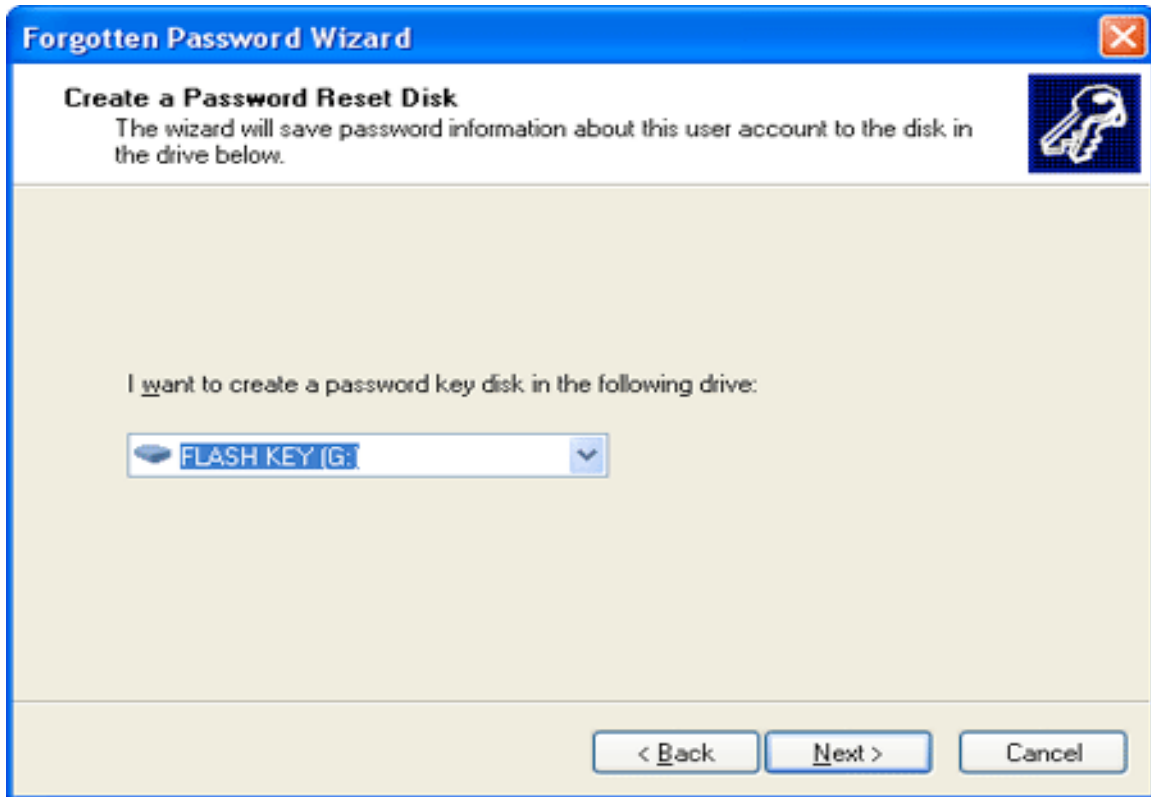 Forgotten Password Wizard
Create a Password Reset Disk
The wizard will save password information about this user account to the disk in
the drive below.
I want to create a password key disk in the following drive:
FLASH KEY (G:)
< Back
Next >
Cancel